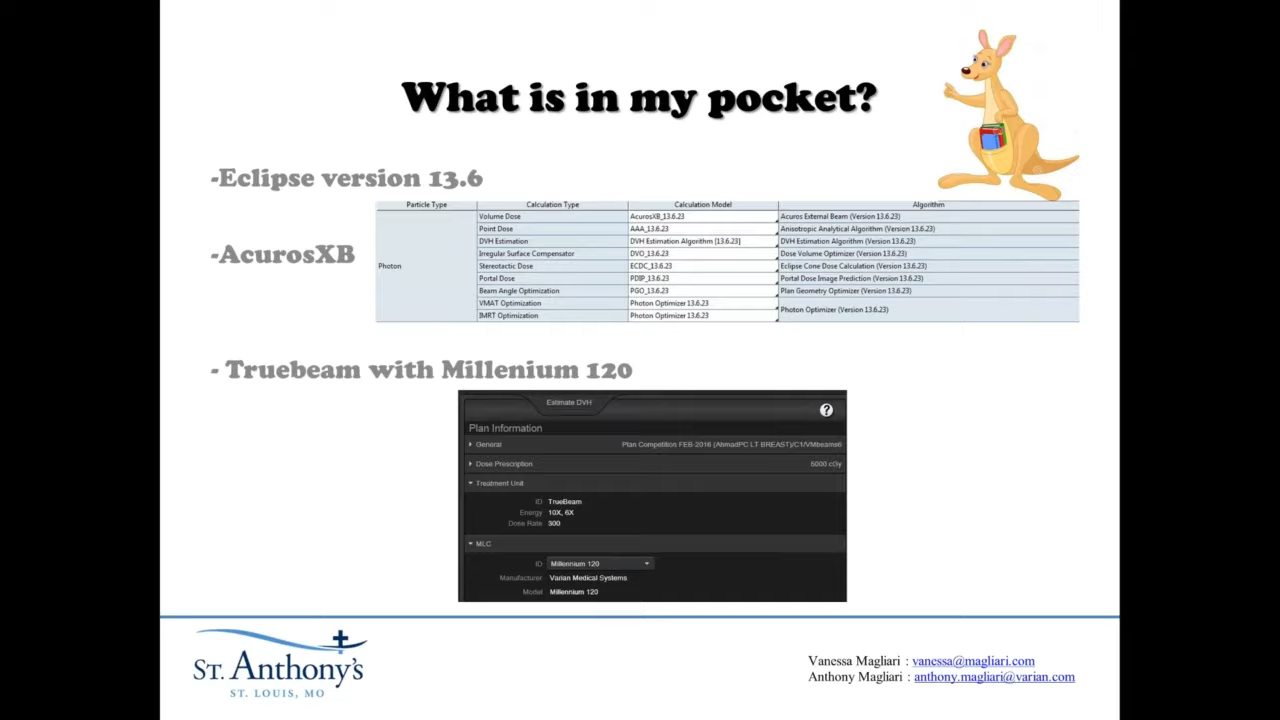 What is in my pocket?
-Eclipse version 13.6
Particle Type Calculation Type Calculation Model Algorithm
Volume Dose AcurosXB_13.6.23 Acuros External Beam (Version 13.6.23)
Point Dose AAA_13.6.23 Anisotropic Analytical Algorithm (Version 13.6.23)
DVH Estimation DVH Estimation Algorithm [13.6.23] DVH Estimation Algorithm (Version 13.6.23)
-AcurosXB
Irregular Surface Compensator DVO_13.6.23 Dose Volume Optimizer (Version 13.6.23)
Photon Stereotactic Dose ECDC_13.6.23 Eclipse Cone Dose Calculation (Version 13.6.23)
Portal Dose PDIP_13.6.23 Portal Dose Image Prediction (Version 13.6.23)
Beam Angle Optimization PGO_13.6.23 Plan Geometry Optimizer (Version 13.6.23)
VMAT Optimization Photon Optimizer 13.6.23 Photon Optimizer (Version 13.6.23)
IMRT Optimization Photon Optimizer 13.6.23
- Truebeam with Millenium 120
Estimate DVH
?
Plan Information
General Plan Competition FEB-2016 (AhmadPC LT BREAST)/C1/VMbeams6
Dose Prescription 5000 cGy
Treatment Unit
ID TrueBeam
Energy 10X, 6X
Dose Rate 300
MLC
ID Millennium 120
Manufacturer Varian Medical Systems
Model Millennium 120
St. Anthony's
ST. LOUIS, MO
Vanessa Magliari : vanessa@magliari.com
Anthony Magliari : anthony.magliari@varian.com